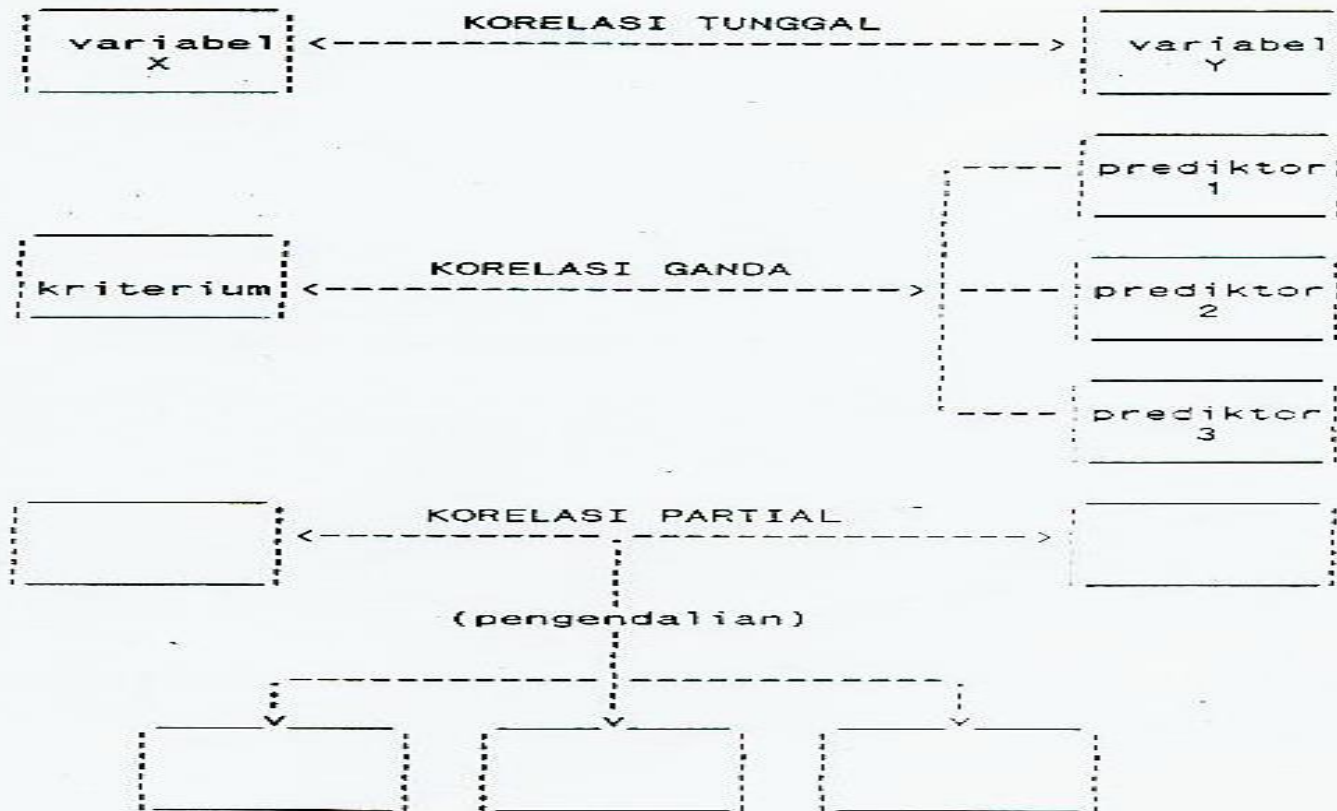 KORELASI TUNGGAL
variabel
X
variabel
Y
prediktor
1
KORELASI GANDA
kriterium
prediktor
2
prediktor
3
KORELASI PARTIAL
(pengendalian)